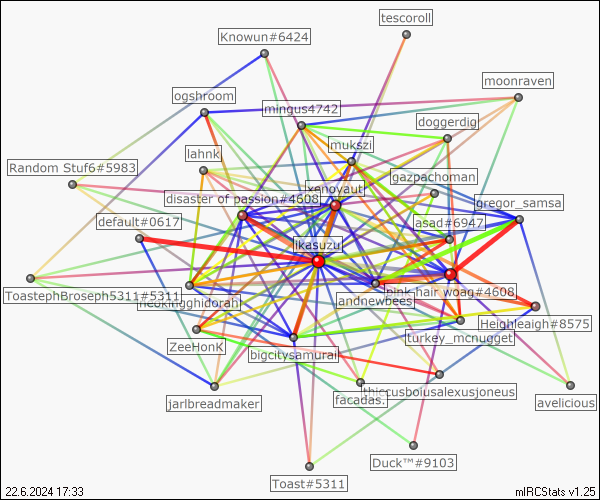 tescoroll
Knowun#6424
moonraven
ogshroom
mingus4742
doggerdig
mukszi
lahnk
Random Stuf6#5983
gazpachoman
xenoyaut
disaster of passion#4608
gregor_samsa
default#0617
asad#6947
likasuzu
pink hair woag#4608
ToastephBroseph5311#5311
neokingghidorah!
andnewbees
Heighleaigh#8575
turkey_mcnugget
ZeeHonK
bigcitysamurai
thiccusboiusalexusjoneus
facadas.
jarlbreadmaker
avelicious
Duck™#9103
Toast#5311
22.6.2024 17:33
mIRCStats v1.25